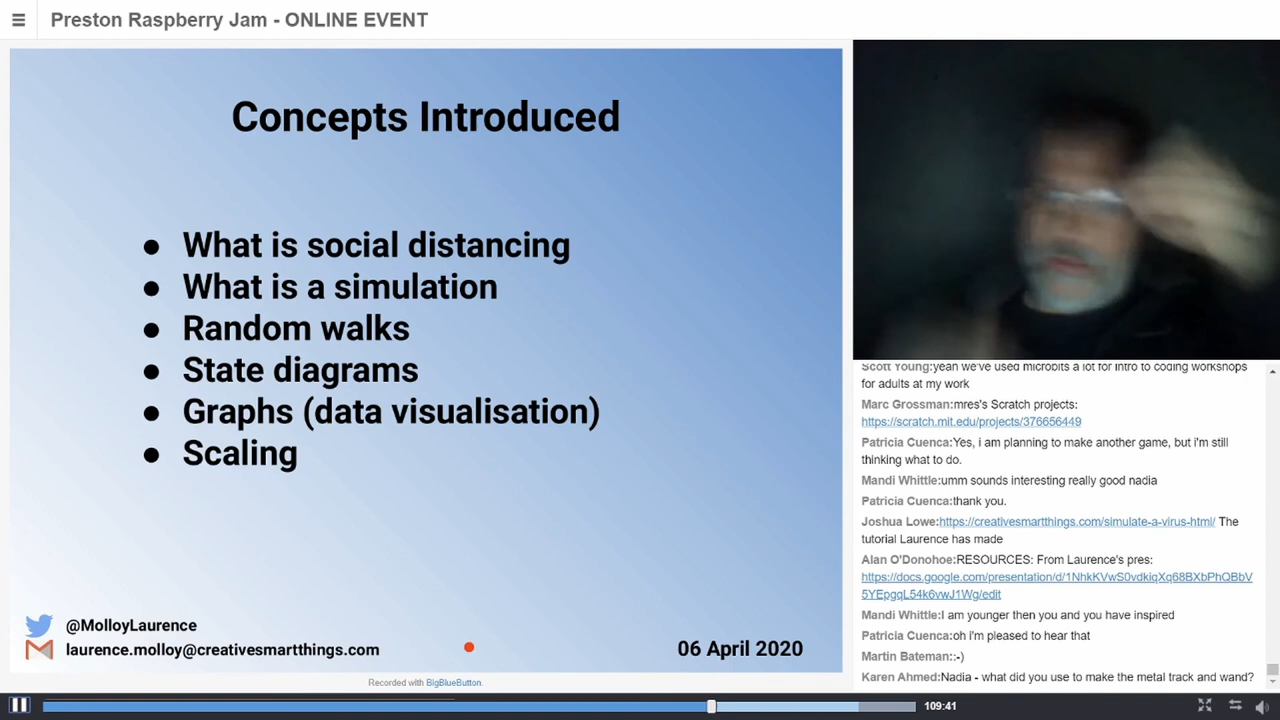 Preston Raspberry Jam - ONLINE EVENT
Concepts Introduced
● What is social distancing
● What is a simulation
● Random walks
● State diagrams
● Graphs (data visualisation)
● Scaling
@MolloyLaurence
laurence.molloy@creativesmartthings.com
06 April 2020
Recorded with BigBlueButton.
Scott Young:yeah we've used microbits a lot for intro to coding workshops
for adults at my work
Marc Grossman:mres's Scratch projects:
https://scratch.mit.edu/projects/376656449
Patricia Cuenca:Yes, i am planning to make another game, but i'm still
thinking what to do.
Mandi Whittle:umm sounds interesting really good nadia
Patricia Cuenca:thank you.
Joshua Lowe:https://creativesmartthings.com/simulate-a-virus-html/ The
tutorial Laurence has made
Alan O'Donohoe:RESOURCES: From Laurence's pres:
https://docs.google.com/presentation/d/1NhkKVwS0vdkiqXq68BXbPhQBbV
5YEpgqL54k6vwJ1Wg/edit
Mandi Whittle:I am younger then you and you have inspired
Patricia Cuenca:oh i'm pleased to hear that
Martin Bateman::-)
Karen Ahmed:Nadia - what did you use to make the metal track and wand?
109:41